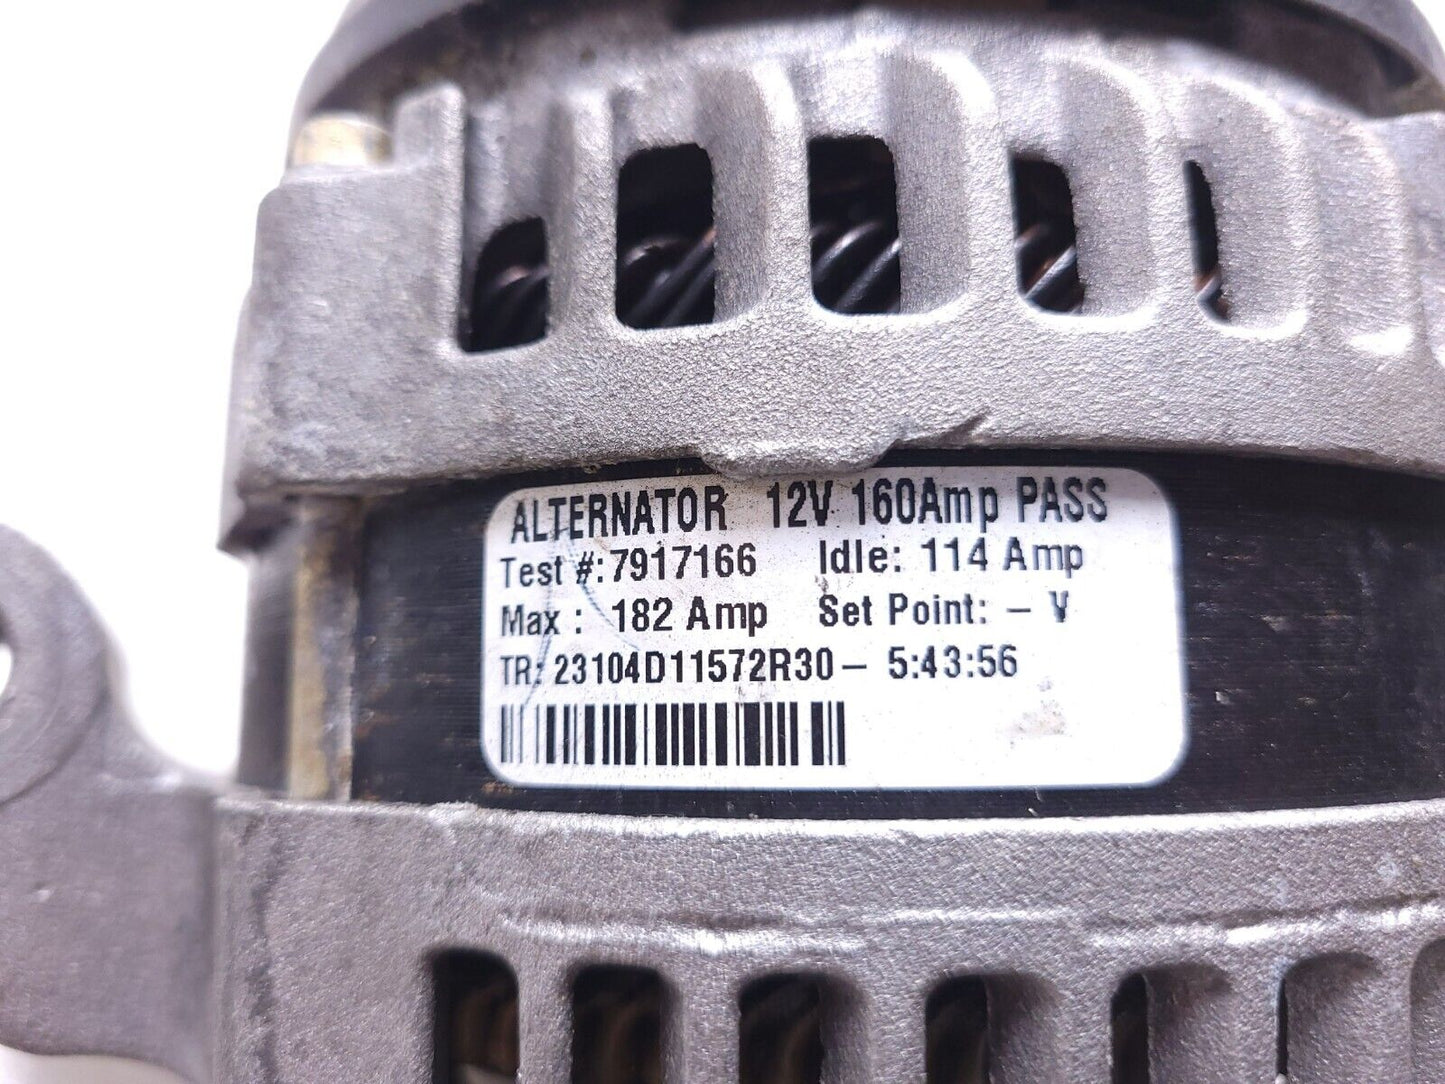 ALTERNATOR 12V 160Amp PASS
Test #:7917166 Idle: 114 Amp
Max : 182 Amp Set Point: – V
TR: 23104D11572R30 – 5:43:56